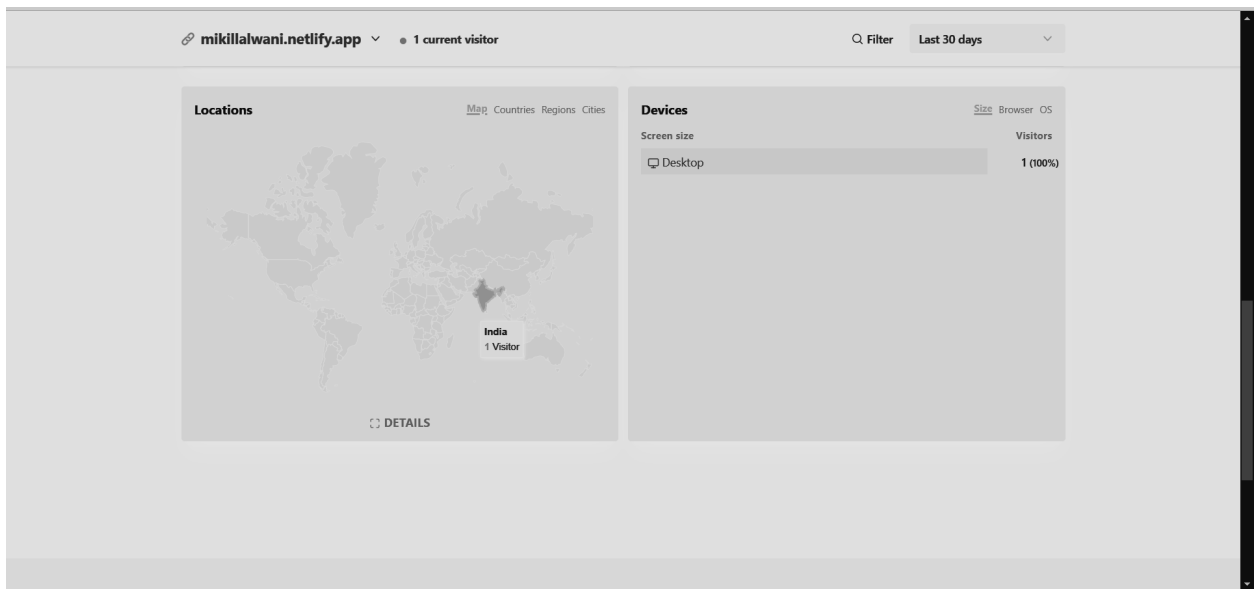 mikillalwani.netlify.app 1 current visitor Filter Last 30 days
Locations Map Countries Regions Cities
India
1 Visitor
DETAILS
Devices Size Browser OS
Screen size Visitors
Desktop 1 (100%)